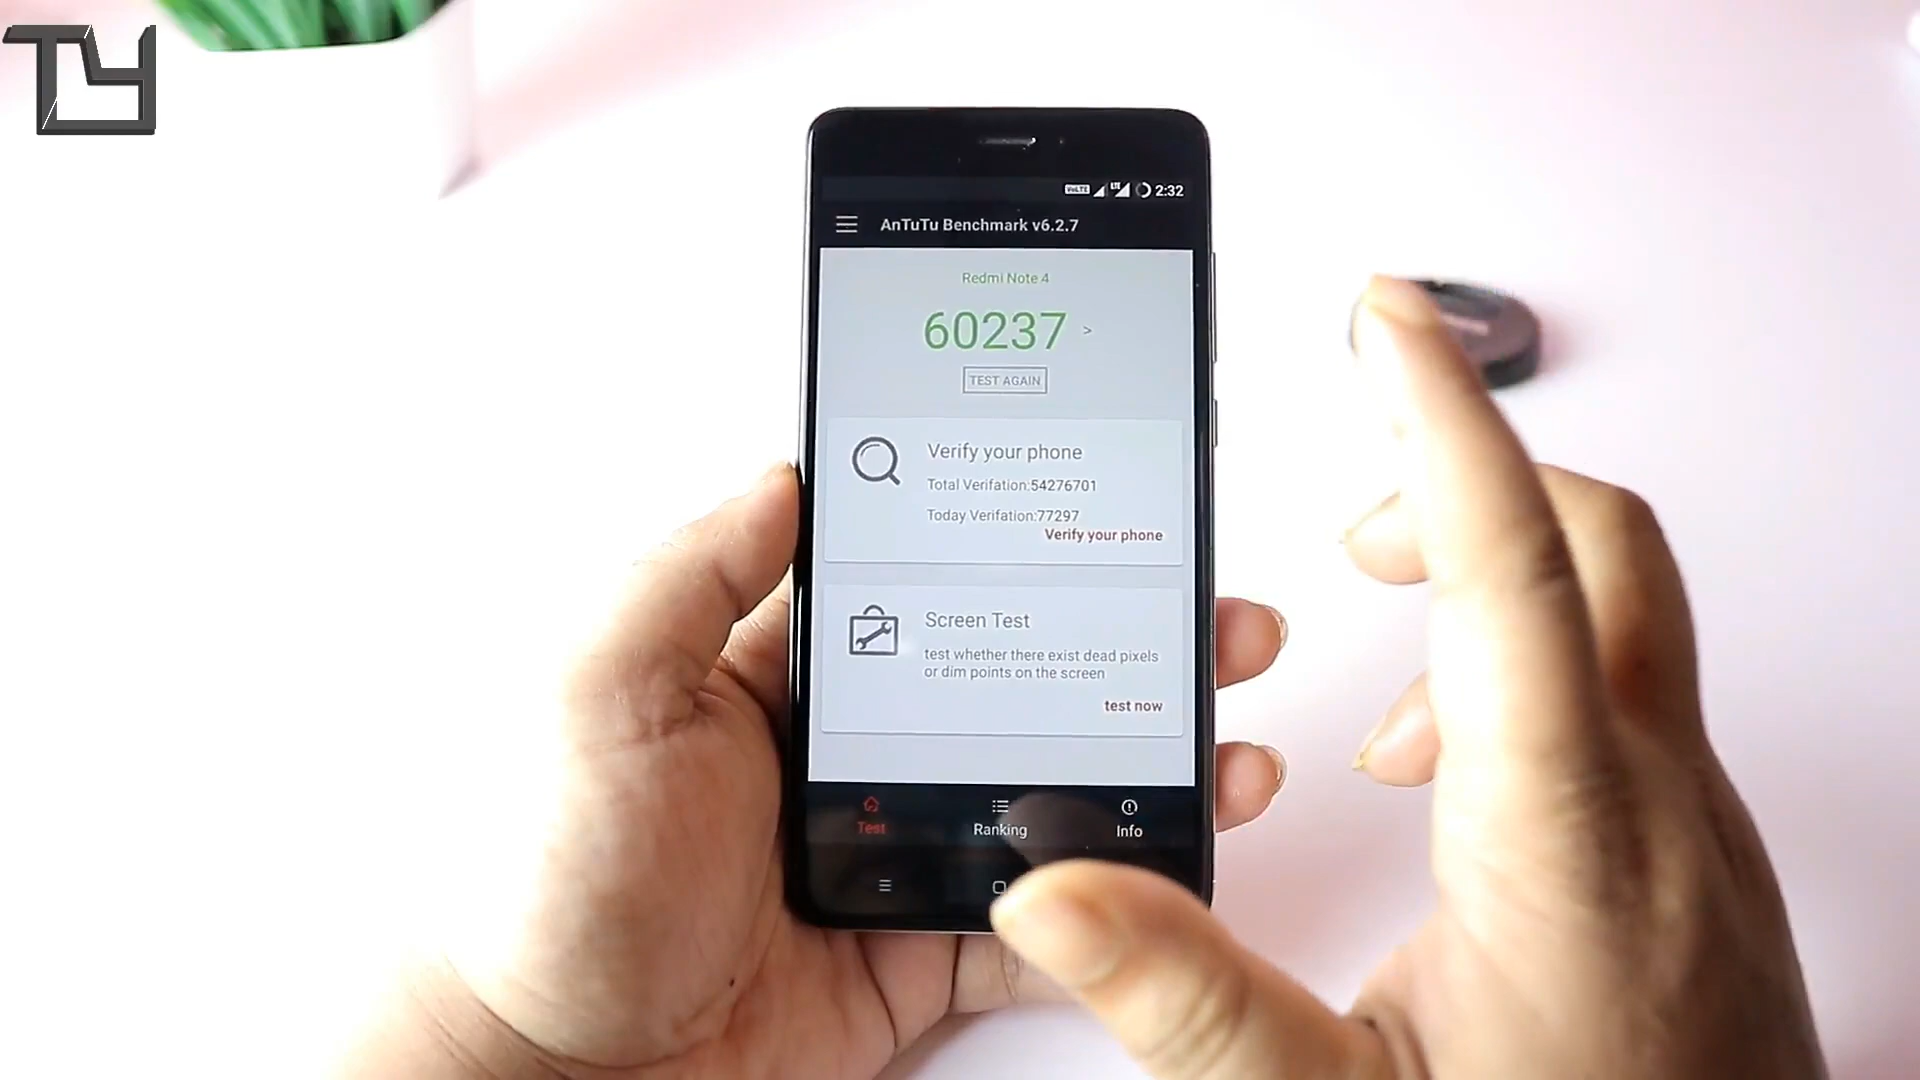 TY
VoLTE LTE 2:32
AnTuTu Benchmark v6.2.7
Redmi Note 4
60237 >
TEST AGAIN
Verify your phone
Total Verifation:54276701
Today Verifation:77297
Verify your phone
Screen Test
test whether there exist dead pixels
or dim points on the screen
test now
Test Ranking Info